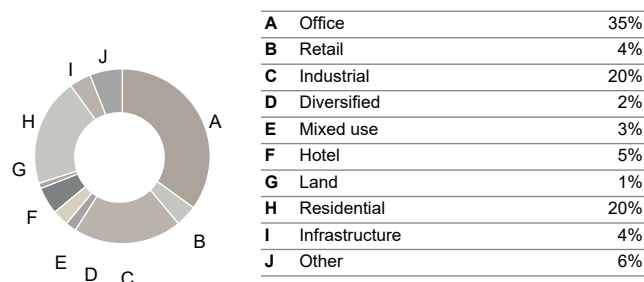 J
I
H
A
G
F
B
E
D
C
A Office 35%
B Retail 4%
C Industrial 20%
D Diversified 2%
E Mixed use 3%
F Hotel 5%
G Land 1%
H Residential 20%
I Infrastructure 4%
J Other 6%